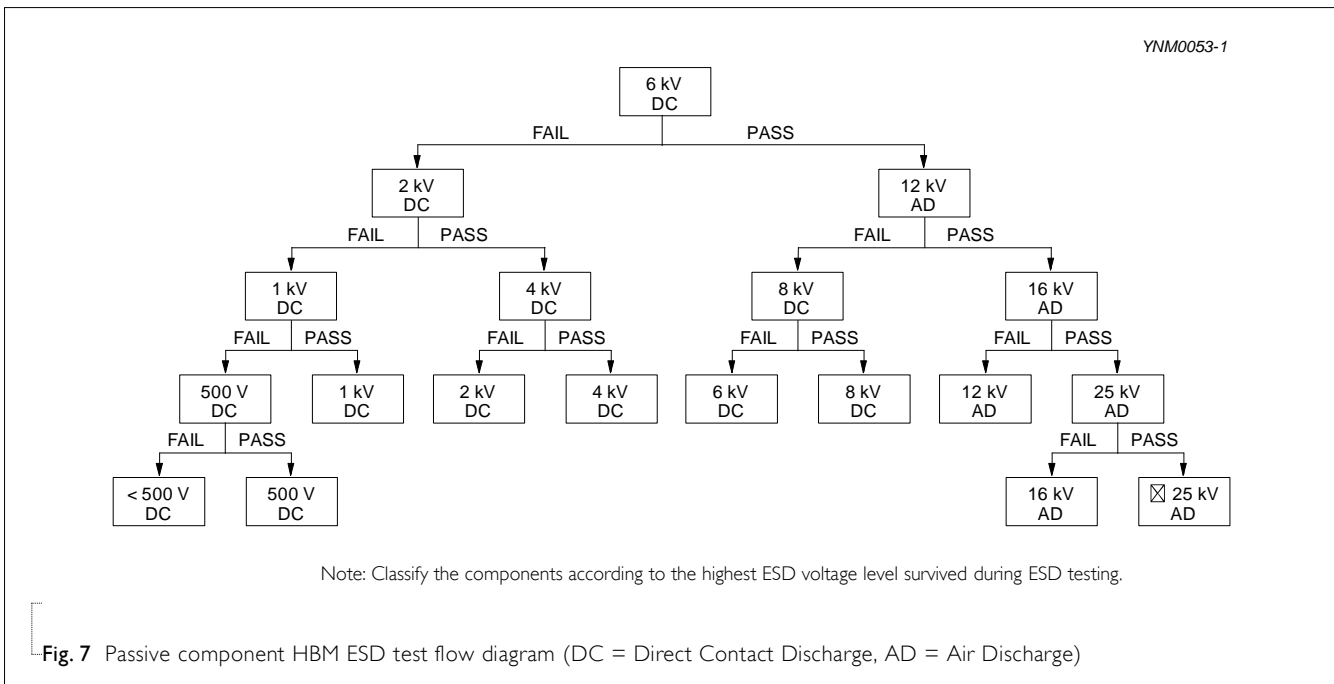 YNM0053-1
6 kV
DC
FAIL PASS
2 kV
DC
12 kV
AD
FAIL PASS
FAIL PASS
1 kV
DC
4 kV
DC
8 kV
DC
16 kV
AD
FAIL PASS
FAIL PASS
FAIL PASS
FAIL PASS
500 V
DC
1 kV
DC
2 kV
DC
4 kV
DC
6 kV
DC
8 kV
DC
12 kV
AD
25 kV
AD
FAIL PASS
FAIL PASS
< 500 V
DC
500 V
DC
16 kV
AD
☒ 25 kV
AD
Note: Classify the components according to the highest ESD voltage level survived during ESD testing.
Fig. 7 Passive component HBM ESD test flow diagram (DC = Direct Contact Discharge, AD = Air Discharge)